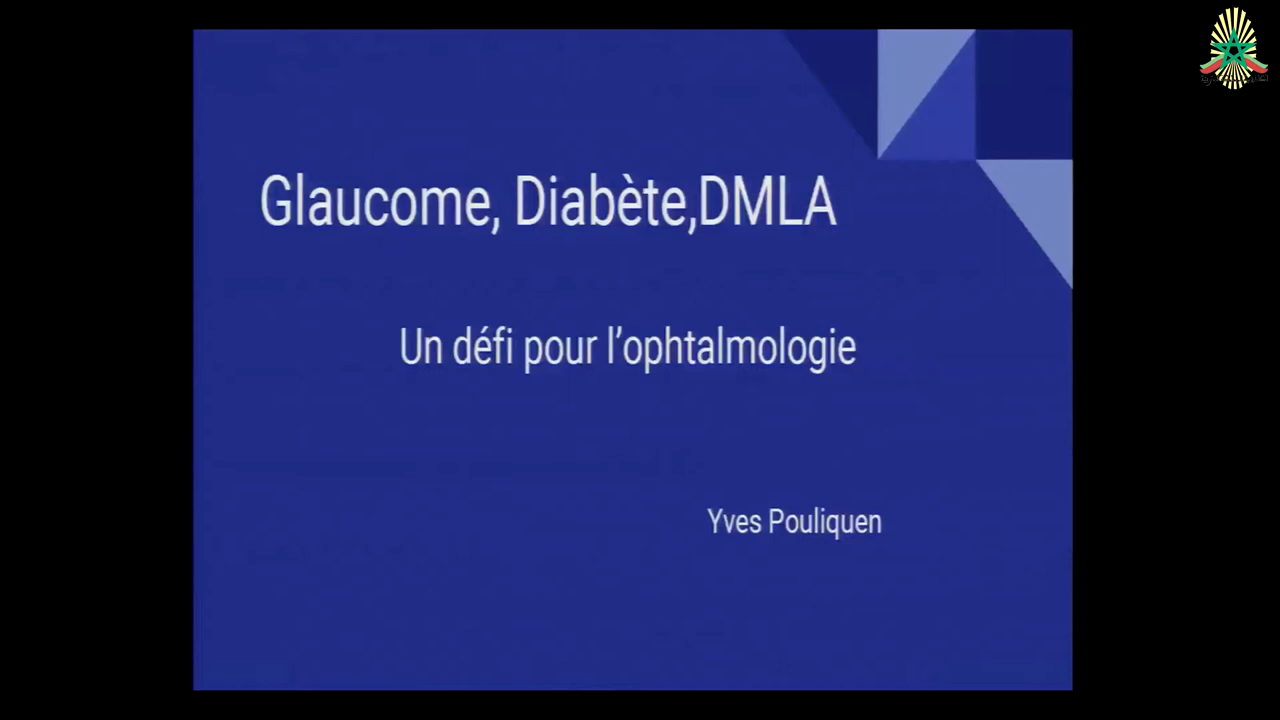 Glaucome, Diabète,DMLA
Un défi pour l’ophtalmologie
Yves Pouliquen